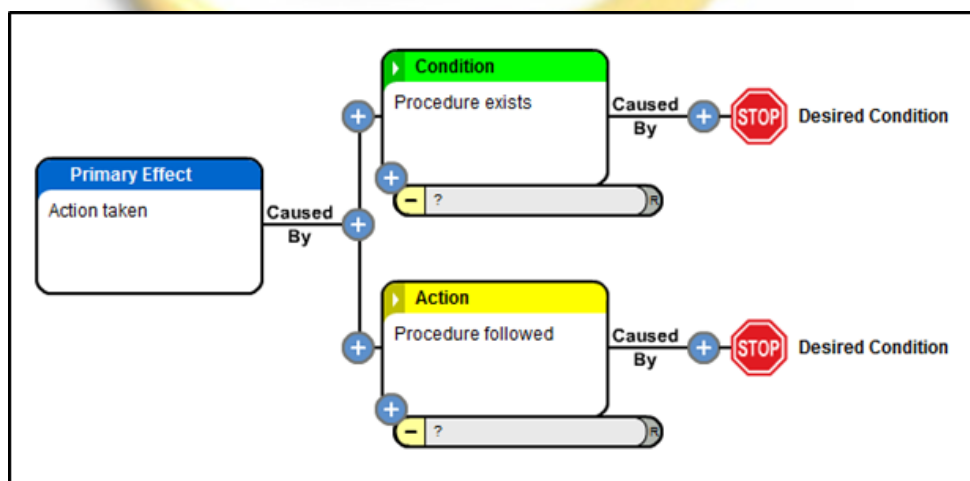 Condition
Procedure exists
Caused
By
STOP
Desired Condition
?
R
Primary Effect
Action taken
Caused
By
Action
Procedure followed
Caused
By
STOP
Desired Condition
?
R